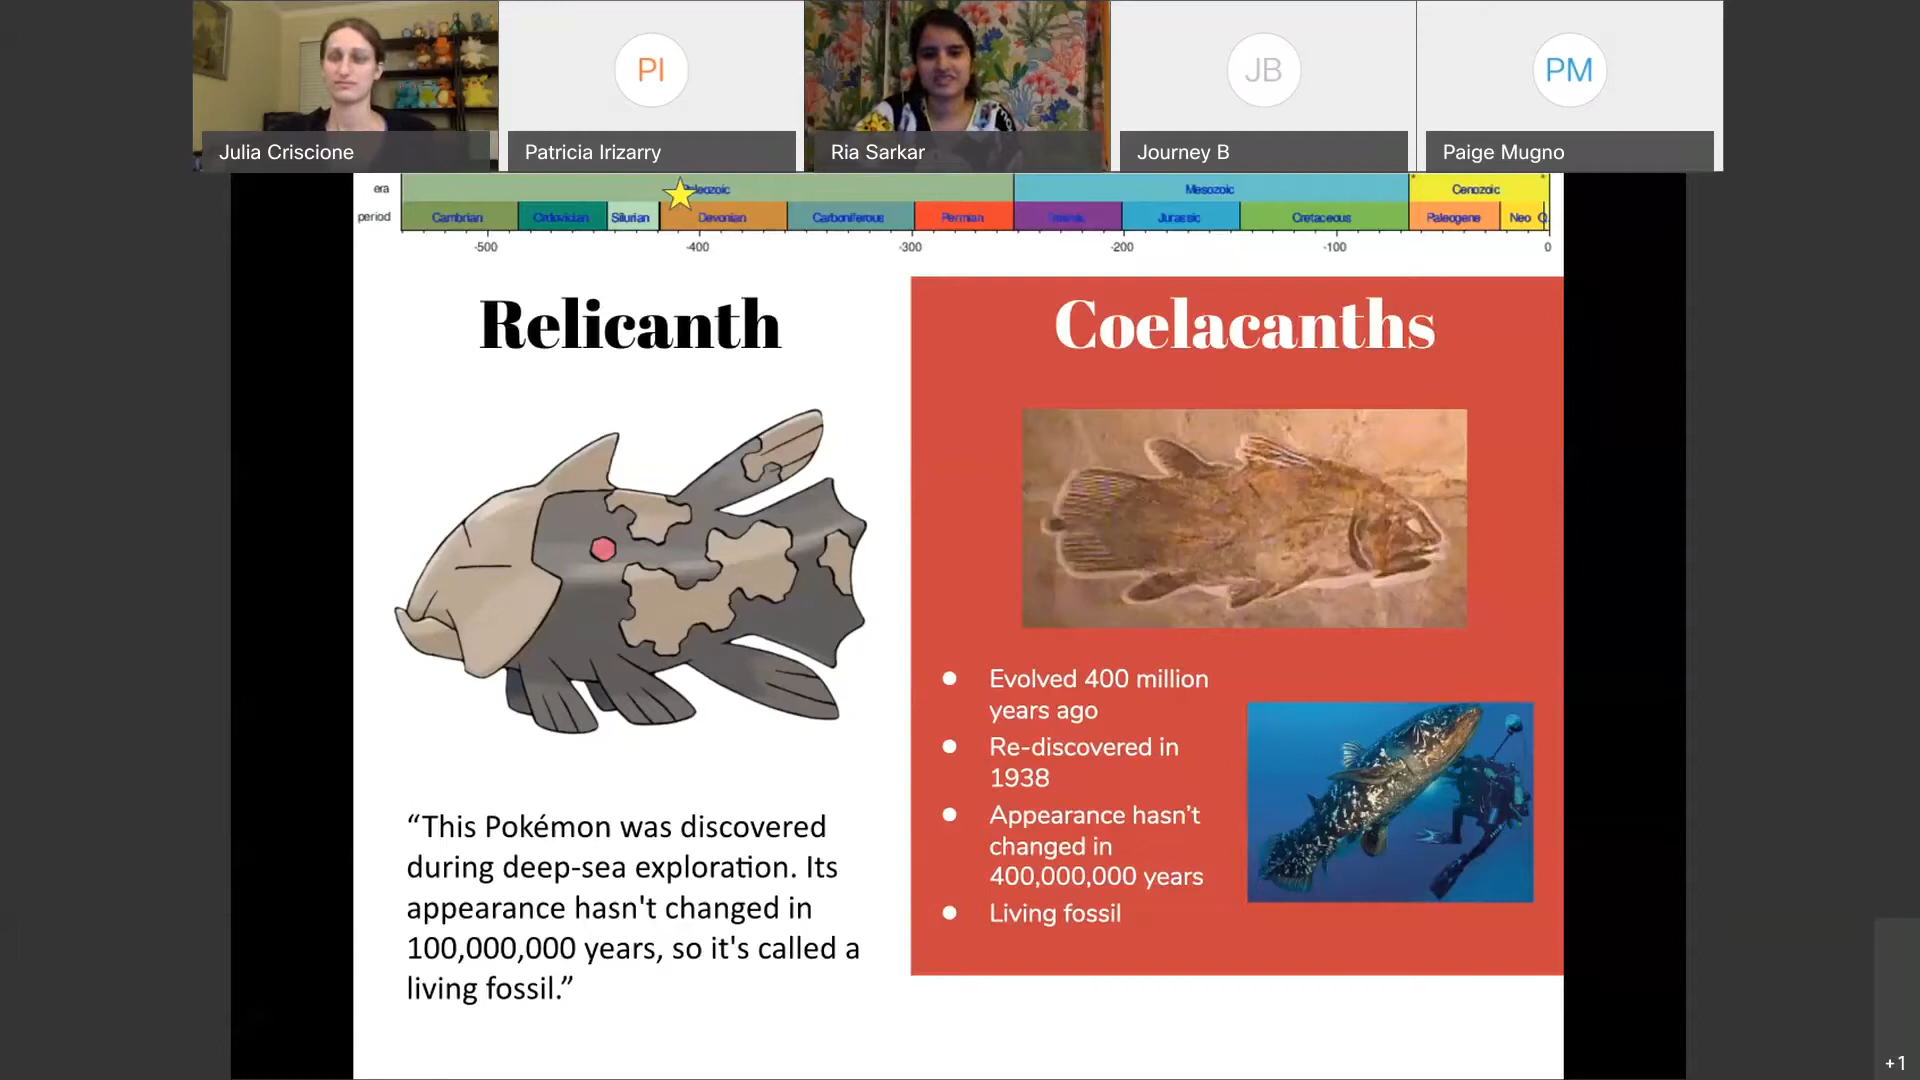 PI
JB
PM
Julia Criscione
Patricia Irizarry
Ria Sarkar
Journey B
Paige Mugno
era
Mesozoic
Cenozoic
period
Cambrian
Ordovician
Silurian
Devonian
Carboniferous
Permian
Jurassic
Cretaceous
Paleogene
Neo
Q
-500
-400
-300
-200
-100
0
Relicanth
Coelacanths
Evolved 400 million
years ago
Re-discovered in
1938
Appearance hasn't
changed in
400,000,000 years
Living fossil
“This Pokémon was discovered
during deep-sea exploration. Its
appearance hasn't changed in
100,000,000 years, so it's called a
living fossil.”
+1